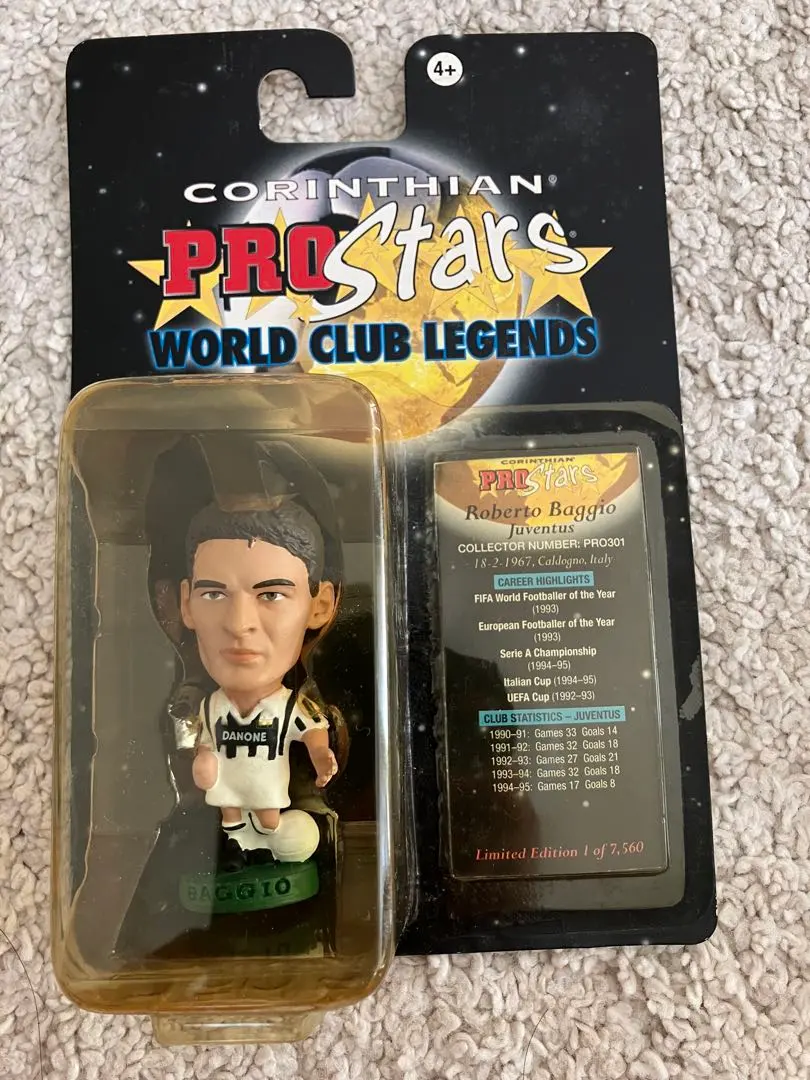 4+
CORINTHIAN®
PROStars®
WORLD CLUB LEGENDS
CORINTHIAN®
PROStars
Roberto Baggio
Juventus
COLLECTOR NUMBER: PRO301
18-2-1967, Caldogno, Italy
CAREER HIGHLIGHTS
FIFA World Footballer of the Year
(1993)
European Footballer of the Year
(1993)
Serie A Championship
(1994–95)
Italian Cup (1994–95)
UEFA Cup (1992–93)
CLUB STATISTICS – JUVENTUS
1990–91: Games 33 Goals 14
1991–92: Games 32 Goals 18
1992–93: Games 27 Goals 21
1993–94: Games 32 Goals 18
1994–95: Games 17 Goals 8
Limited Edition 1 of 7,560
DANONE
BAGGIO